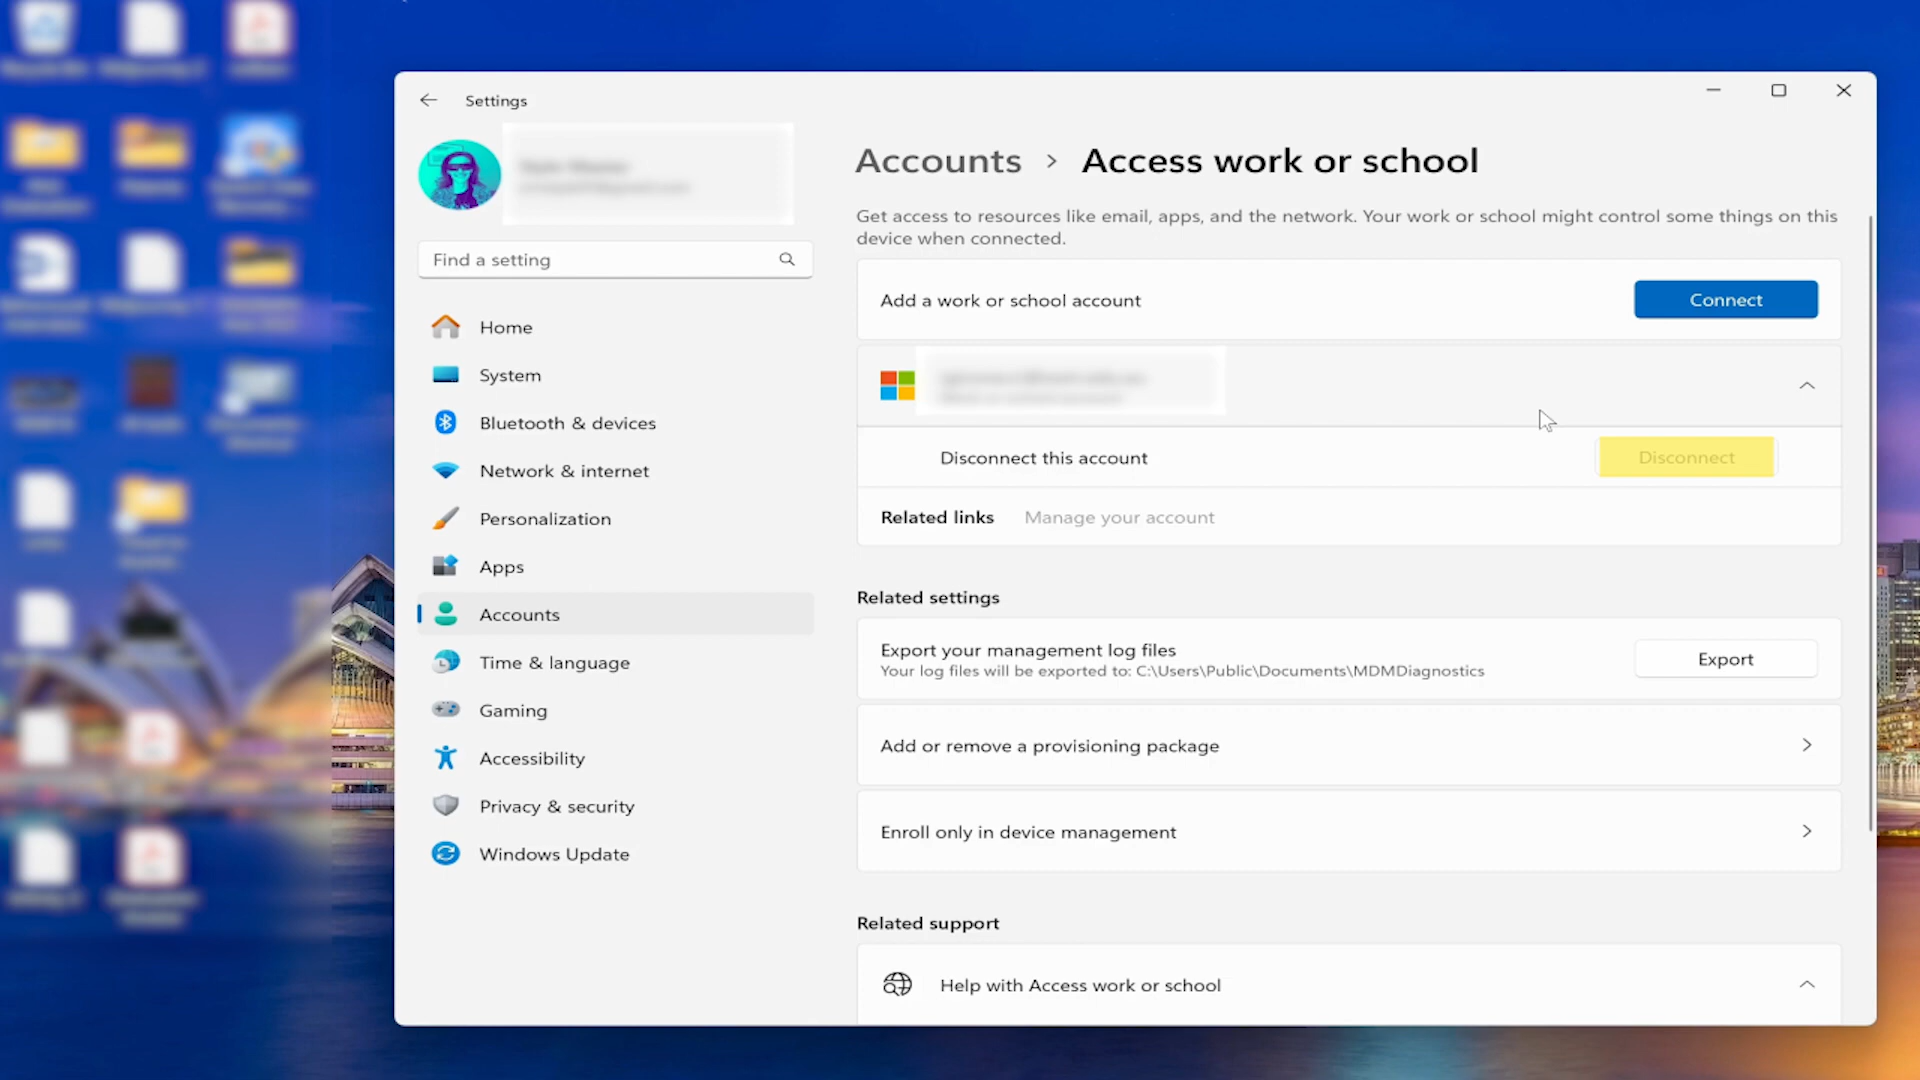 Settings
Find a setting
Home
System
Bluetooth & devices
Network & internet
Personalization
Apps
Accounts
Time & language
Gaming
Accessibility
Privacy & security
Windows Update
Accounts > Access work or school
Get access to resources like email, apps, and the network. Your work or school might control some things on this
device when connected.
Add a work or school account
Connect
Disconnect this account
Disconnect
Related links Manage your account
Related settings
Export your management log files
Your log files will be exported to: C:\Users\Public\Documents\MDMDiagnostics
Export
Add or remove a provisioning package
Enroll only in device management
Related support
Help with Access work or school